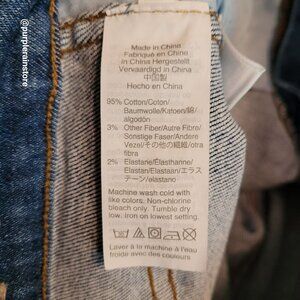 @purplerainstore
Made in China
Fabriqué en Chine
In China Hergestellt
Vervaardigd in China
中国製
Hecho en China
95% Cotton/Coton/
Baumwolle/Katoen/綿/
algodón
3% Other Fiber/Autre Fibre/
Sonstige Faser/Andere
Vezel/その他の繊維/otra
fibra
2% Elastane/Élasthanne/
Elastan/Elastaan/エラス
テーン/elastano
Machine wash cold with
like colors. Non-chlorine
bleach only. Tumble dry
low. Iron on lowest setting.
Laver à la machine à l'eau
froide avec des couleurs